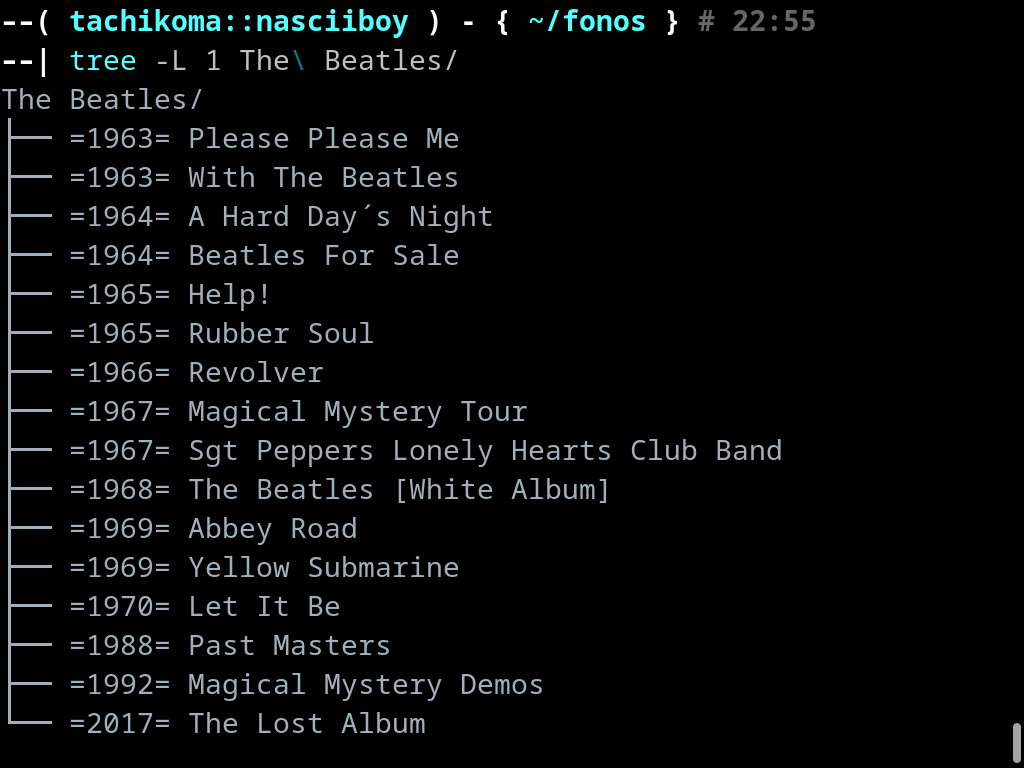 --( tachikoma::nasciiboy ) - { ~/fonos } # 22:55
--| tree -L 1 The\ Beatles/
The Beatles/
├── =1963= Please Please Me
├── =1963= With The Beatles
├── =1964= A Hard Day´s Night
├── =1964= Beatles For Sale
├── =1965= Help!
├── =1965= Rubber Soul
├── =1966= Revolver
├── =1967= Magical Mystery Tour
├── =1967= Sgt Peppers Lonely Hearts Club Band
├── =1968= The Beatles [White Album]
├── =1969= Abbey Road
├── =1969= Yellow Submarine
├── =1970= Let It Be
├── =1988= Past Masters
├── =1992= Magical Mystery Demos
└── =2017= The Lost Album